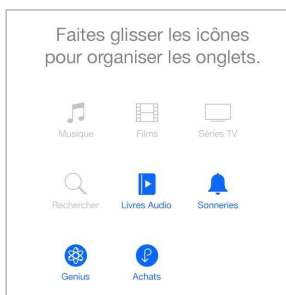 Faites glisser les icônes
pour organiser les onglets.
Musique Films Séries TV
Rechercher Livres Audio Sonneries
Genius Achats